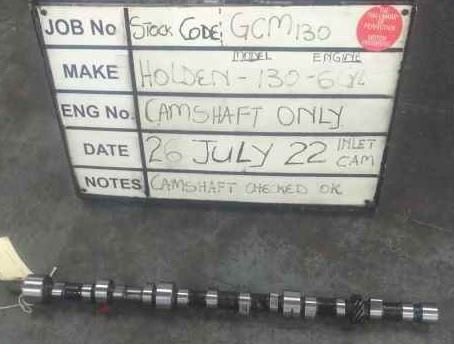 JOB No STOCK CODE: GCM130
MODEL ENGINE
MAKE HOLDEN - 130 - 6CYL
ENG No. CAMSHAFT ONLY
DATE 26 JULY 22 INLET CAM
NOTES CAMSHAFT CHECKED OK